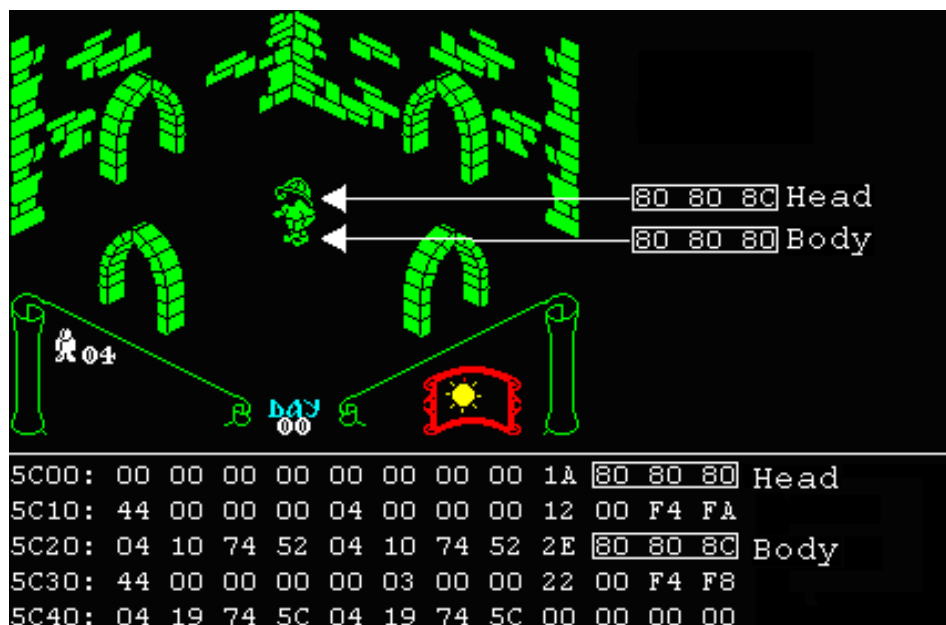 80 80 8C Head
80 80 80 Body
04
DAY
00
5C00: 00 00 00 00 00 00 00 00 1A 80 80 80 Head
5C10: 44 00 00 00 04 00 00 00 12 00 F4 FA
5C20: 04 10 74 52 04 10 74 52 2E 80 80 8C Body
5C30: 44 00 00 00 00 03 00 00 22 00 F4 F8
5C40: 04 19 74 5C 04 19 74 5C 00 00 00 00